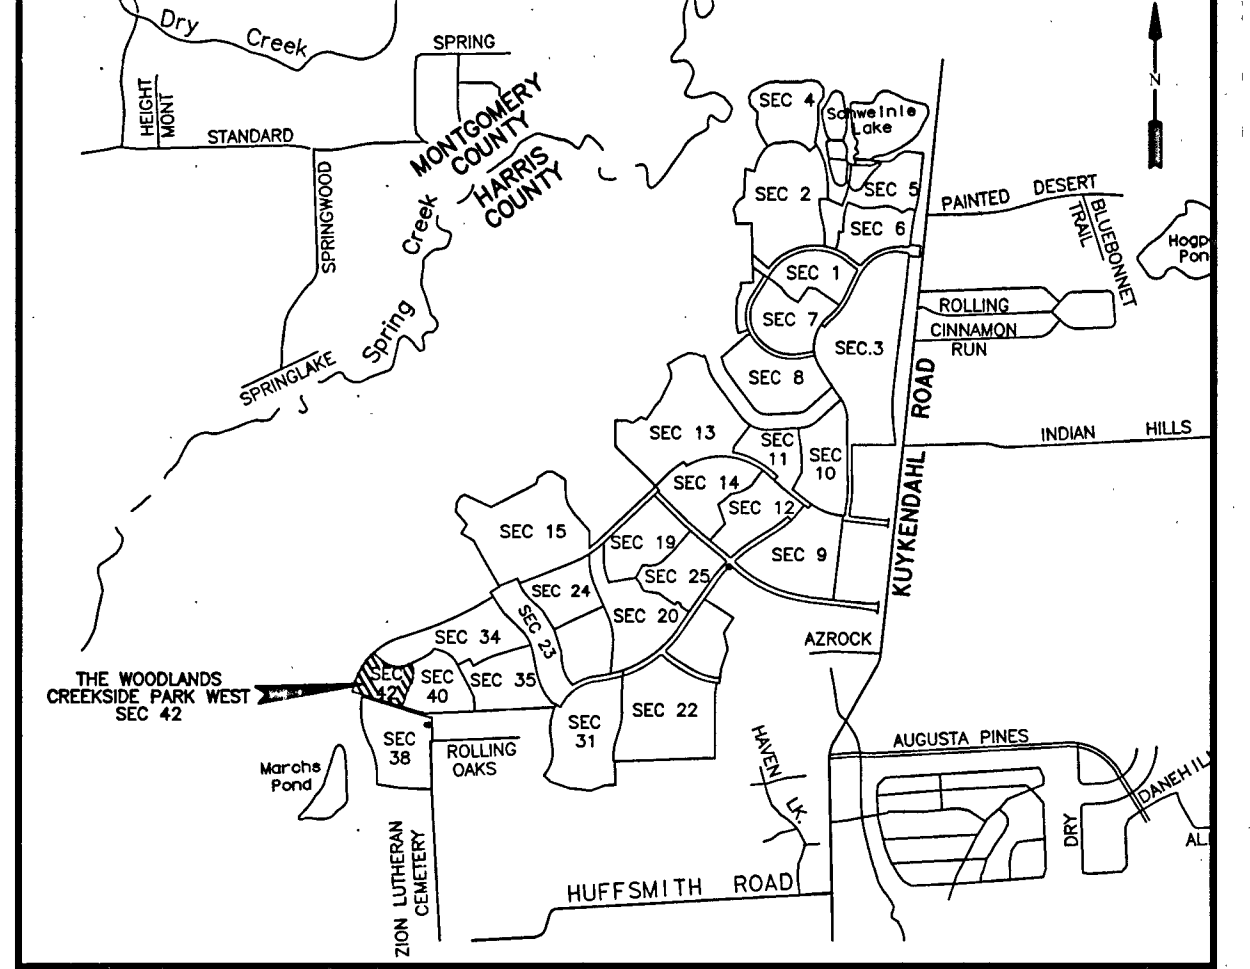 Dry Creek
SPRING
HEIGHT
MONT
STANDARD
MONTGOMERY
COUNTY
HARRIS
COUNTY
SPRINGWOOD
Spring Creek
SPRINGLAKE
N
SEC 4
Schweinle
Lake
SEC 2
SEC 5
SEC 6
PAINTED DESERT
BLUEBONNET
TRAIL
SEC 1
SEC 7
SEC.3
ROLLING
CINNAMON
RUN
SEC 8
KUYKENDAHL ROAD
INDIAN HILLS
SEC 13
SEC
11
SEC
10
SEC 14
SEC 12
SEC 15
SEC 19
SEC 9
SEC 25
SEC 24
SEC 20
SEC 23
SEC 34
AZROCK
THE WOODLANDS
CREEKSIDE PARK WEST
SEC 42
SEC
42
SEC
40
SEC 35
SEC 22
SEC
31
SEC
38
ROLLING
OAKS
Marchs
Pond
HAVEN
LK.
AUGUSTA PINES
DRY
ZION LUTHERAN
CEMETERY
HUFFSMITH ROAD